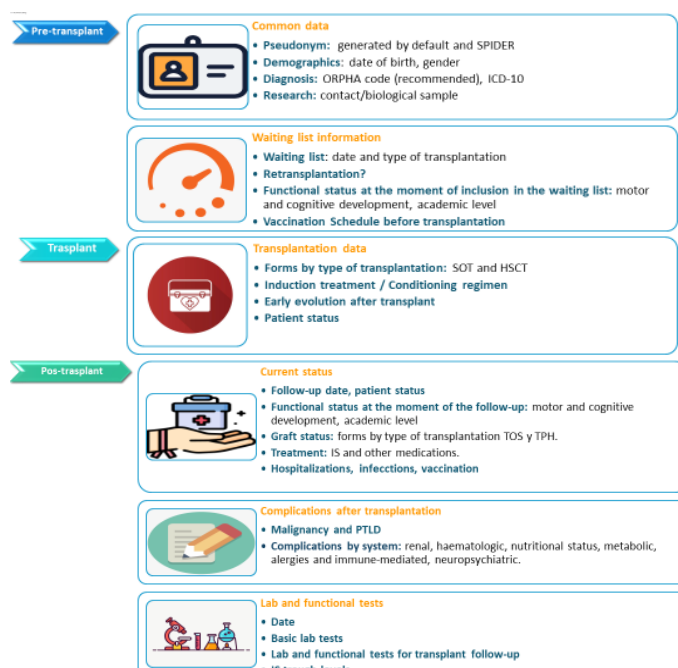 Pre-transplant
Common data
• Pseudonym: generated by default and SPIDER
• Demographics: date of birth, gender
• Diagnosis: ORPHA code (recommended), ICD-10
• Research: contact/biological sample
Waiting list information
• Waiting list: date and type of transplantation
• Retransplantation?
• Functional status at the moment of inclusion in the waiting list: motor
and cognitive development, academic level
• Vaccination Schedule before transplantation
Trasplant
Transplantation data
• Forms by type of transplantation: SOT and HSCT
• Induction treatment / Conditioning regimen
• Early evolution after transplant
• Patient status
Pos-trasplant
Current status
• Follow-up date, patient status
• Functional status at the moment of the follow-up: motor and cognitive
development, academic level
• Graft status: forms by type of transplantation TOS y TPH.
• Treatment: IS and other medications.
• Hospitalizations, infecctions, vaccination
Complications after transplantation
• Malignancy and PTLD
• Complications by system: renal, haematologic, nutritional status, metabolic,
alergies and immune-mediated, neuropsychiatric.
Lab and functional tests
• Date
• Basic lab tests
• Lab and functional tests for transplant follow-up